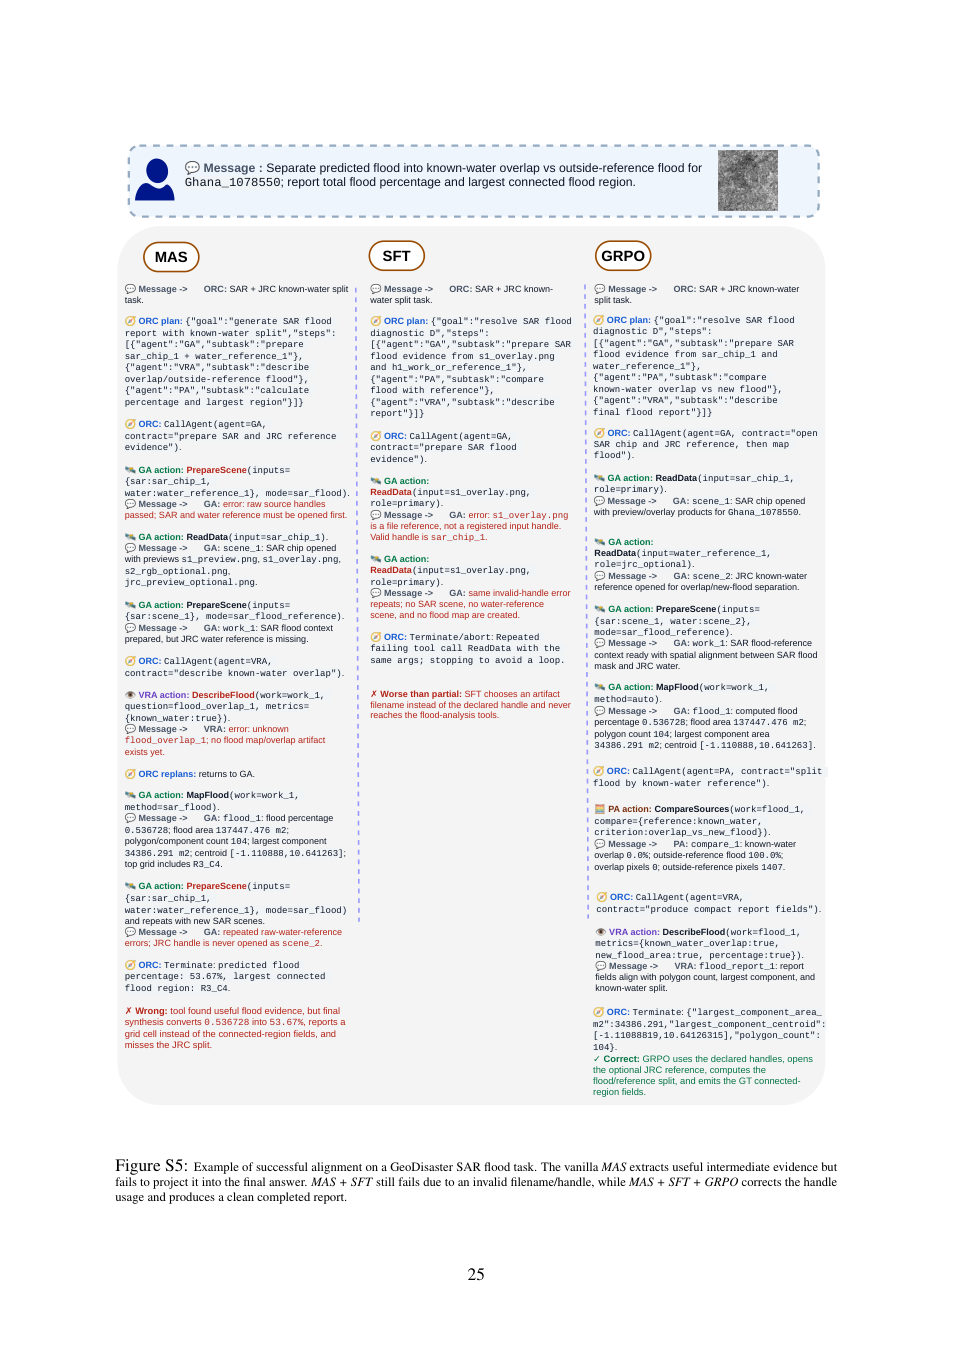 Message : Separate predicted flood into known-water overlap vs outside-reference flood for
Ghana_1078550; report total flood percentage and largest connected flood region.
MAS
Message -> ORC: SAR + JRC known-water split
task.
ORC plan: {"goal":"generate SAR flood
report with known-water split","steps":
[{"agent":"GA","subtask":"prepare
sar_chip_1 + water_reference_1"},
{"agent":"VRA","subtask":"describe
overlap/outside-reference flood"},
{"agent":"PA","subtask":"calculate
percentage and largest region"}]}
ORC: CallAgent(agent=GA,
contract="prepare SAR and JRC reference
evidence").
GA action: PrepareScene(inputs=
{sar:sar_chip_1,
water:water_reference_1}, mode=sar_flood).
Message -> GA: error: raw source handles
passed; SAR and water reference must be opened first.
GA action: ReadData(input=sar_chip_1).
Message -> GA: scene_1: SAR chip opened
with previews s1_preview.png, s1_overlay.png,
s2_rgb_optional.png,
jrc_preview_optional.png.
GA action: PrepareScene(inputs=
{sar:scene_1}, mode=sar_flood_reference).
Message -> GA: work_1: SAR flood context
prepared, but JRC water reference is missing.
ORC: CallAgent(agent=VRA,
contract="describe known-water overlap").
VRA action: DescribeFlood(work=work_1,
question=flood_overlap_1, metrics=
{known_water:true}).
Message -> VRA: error: unknown
flood_overlap_1; no flood map/overlap artifact
exists yet.
ORC replans: returns to GA.
GA action: MapFlood(work=work_1,
method=sar_flood).
Message -> GA: flood_1: flood percentage
0.536728; flood area 137447.476 m2;
polygon/component count 104; largest component
34386.291 m2; centroid [-1.110888,10.641263];
top grid includes R3_C4.
GA action: PrepareScene(inputs=
{sar:sar_chip_1,
water:water_reference_1}, mode=sar_flood)
and repeats with new SAR scenes.
Message -> GA: repeated raw-water-reference
errors; JRC handle is never opened as scene_2.
ORC: Terminate: predicted flood
percentage: 53.67%, largest connected
flood region: R3_C4.
✗ Wrong: tool found useful flood evidence, but final
synthesis converts 0.536728 into 53.67%, reports a
grid cell instead of the connected-region fields, and
misses the JRC split.
SFT
Message -> ORC: SAR + JRC known-
water split task.
ORC plan: {"goal":"resolve SAR flood
diagnostic D","steps":
[{"agent":"GA","subtask":"prepare SAR
flood evidence from s1_overlay.png
and h1_work_or_reference_1"},
{"agent":"PA","subtask":"compare
flood with reference"},
{"agent":"VRA","subtask":"describe
report"}]}
ORC: CallAgent(agent=GA,
contract="prepare SAR flood
evidence").
GA action:
ReadData(input=s1_overlay.png,
role=primary).
Message -> GA: error: s1_overlay.png
is a file reference, not a registered input handle.
Valid handle is sar_chip_1.
GA action:
ReadData(input=s1_overlay.png,
role=primary).
Message -> GA: same invalid-handle error
repeats; no SAR scene, no water-reference
scene, and no flood map are created.
ORC: Terminate/abort: Repeated
failing tool call ReadData with the
same args; stopping to avoid a loop.
✗ Worse than partial: SFT chooses an artifact
filename instead of the declared handle and never
reaches the flood-analysis tools.
GRPO
Message -> ORC: SAR + JRC known-water
split task.
ORC plan: {"goal":"resolve SAR flood
diagnostic D","steps":
[{"agent":"GA","subtask":"prepare SAR
flood evidence from sar_chip_1 and
water_reference_1"},
{"agent":"PA","subtask":"compare
known-water overlap vs new flood"},
{"agent":"VRA","subtask":"describe
final flood report"}]}
ORC: CallAgent(agent=GA, contract="open
SAR chip and JRC reference, then map
flood").
GA action: ReadData(input=sar_chip_1,
role=primary).
Message -> GA: scene_1: SAR chip opened
with preview/overlay products for Ghana_1078550.
GA action:
ReadData(input=water_reference_1,
role=jrc_optional).
Message -> GA: scene_2: JRC known-water
reference opened for overlap/new-flood separation.
GA action: PrepareScene(inputs=
{sar:scene_1, water:scene_2},
mode=sar_flood_reference).
Message -> GA: work_1: SAR flood-reference
context ready with spatial alignment between SAR flood
mask and JRC water.
GA action: MapFlood(work=work_1,
method=auto).
Message -> GA: flood_1: computed flood
percentage 0.536728; flood area 137447.476 m2;
polygon count 104; largest component area
34386.291 m2; centroid [-1.110888,10.641263].
ORC: CallAgent(agent=PA, contract="split
flood by known-water reference").
PA action: CompareSources(work=flood_1,
compare={reference:known_water,
criterion:overlap_vs_new_flood}).
Message -> PA: compare_1: known-water
overlap 0.0%; outside-reference flood 100.0%;
overlap pixels 0; outside-reference pixels 1407.
ORC: CallAgent(agent=VRA,
contract="produce compact report fields").
VRA action: DescribeFlood(work=flood_1,
metrics={known_water_overlap:true,
new_flood_area:true, percentage:true}).
Message -> VRA: flood_report_1: report
fields align with polygon count, largest component, and
known-water split.
ORC: Terminate: {"largest_component_area_
m2":34386.291,"largest_component_centroid":
[-1.11088819,10.64126315],"polygon_count":
104}.
✓ Correct: GRPO uses the declared handles, opens
the optional JRC reference, computes the
flood/reference split, and emits the GT connected-
region fields.
Figure S5: Example of successful alignment on a GeoDisaster SAR flood task. The vanilla MAS extracts useful intermediate evidence but
fails to project it into the final answer. MAS + SFT still fails due to an invalid filename/handle, while MAS + SFT + GRPO corrects the handle
usage and produces a clean completed report.
25